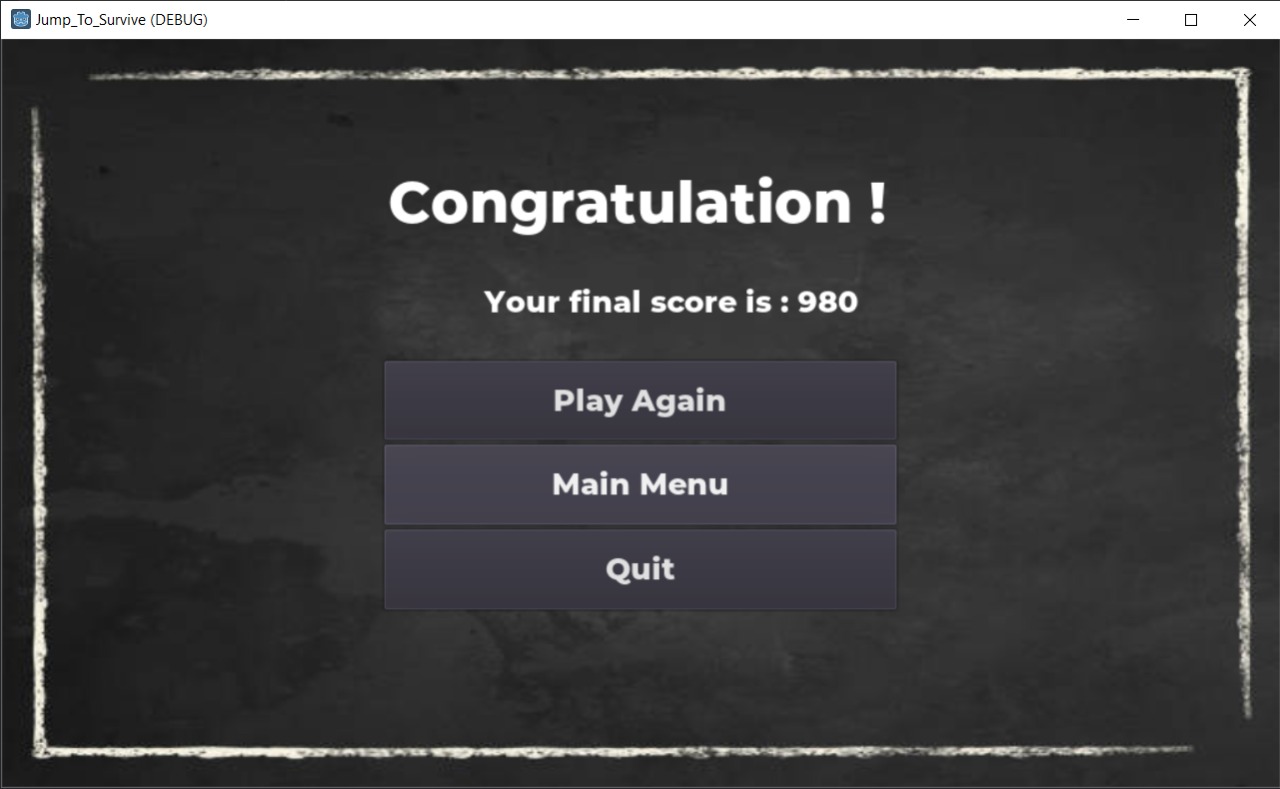 Jump_To_Survive (DEBUG)
Congratulation !
Your final score is : 980
Play Again
Main Menu
Quit